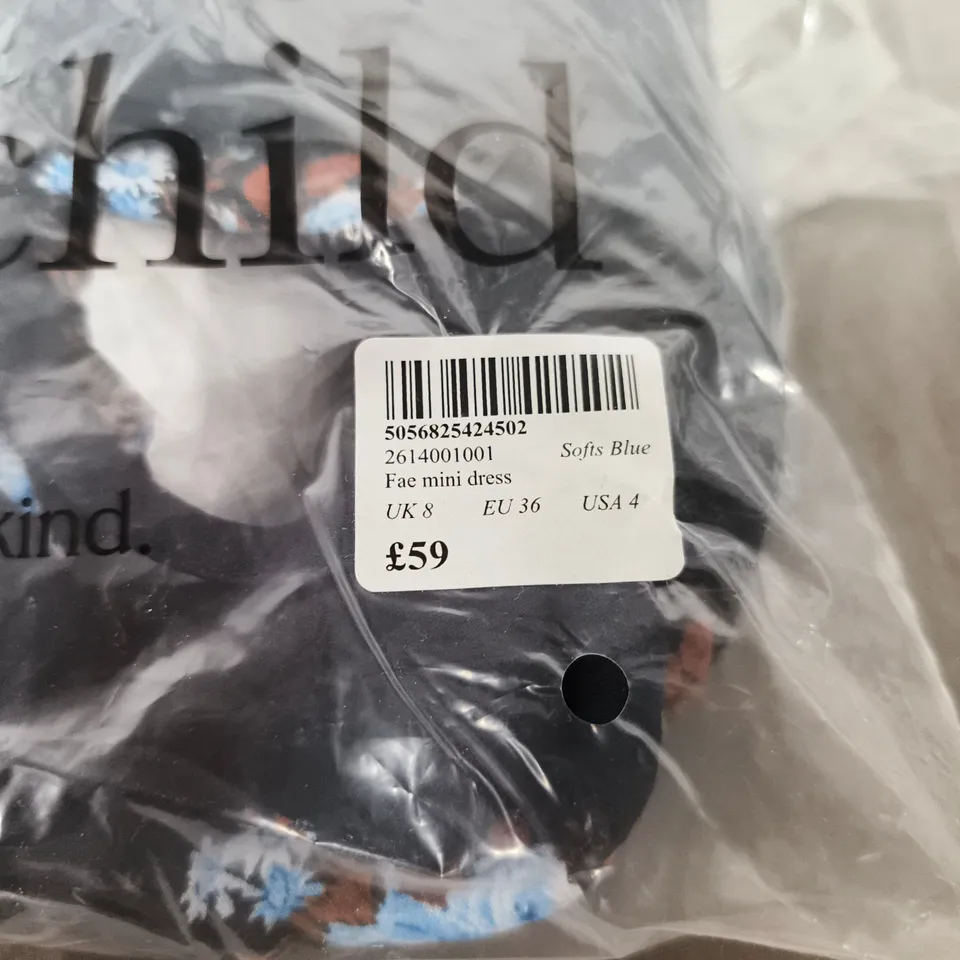 child
kind.
5056825424502
2614001001 Softs Blue
Fae mini dress
UK 8 EU 36 USA 4
£59